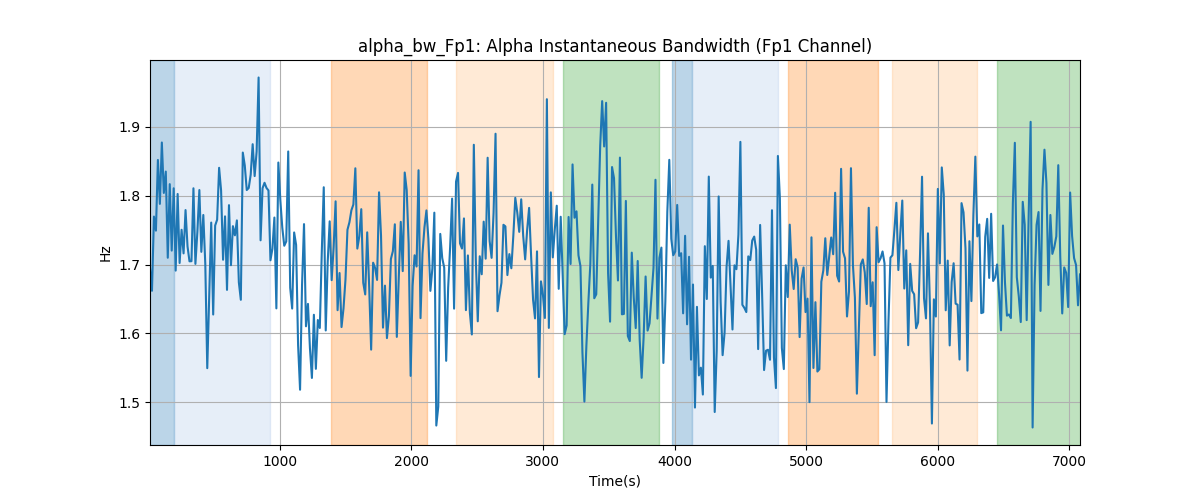 alpha_bw_Fp1: Alpha Instantaneous Bandwidth (Fp1 Channel)
Hz
1.9
1.8
1.7
1.6
1.5
1000 2000 3000 4000 5000 6000 7000
Time(s)